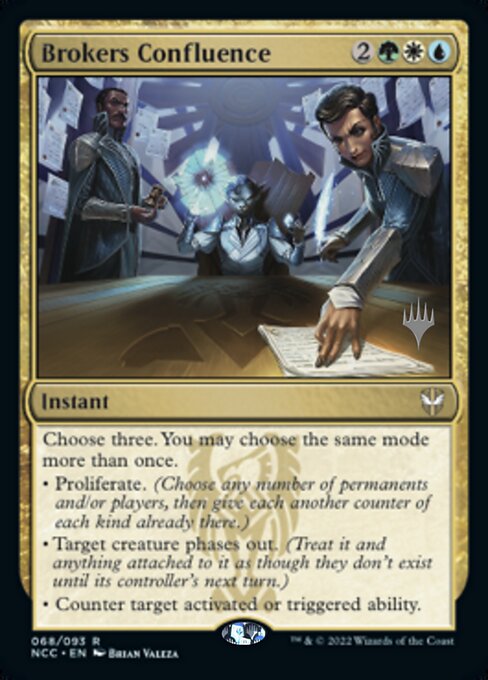 Brokers Confluence 2
Instant
Choose three. You may choose the same mode
more than once.
• Proliferate. (Choose any number of permanents
and/or players, then give each another counter of
each kind already there.)
• Target creature phases out. (Treat it and
anything attached to it as though they don't exist
until its controller's next turn.)
• Counter target activated or triggered ability.
068/093 R
NCC • EN Brian Valeza
™ & © 2022 Wizards of the Coast